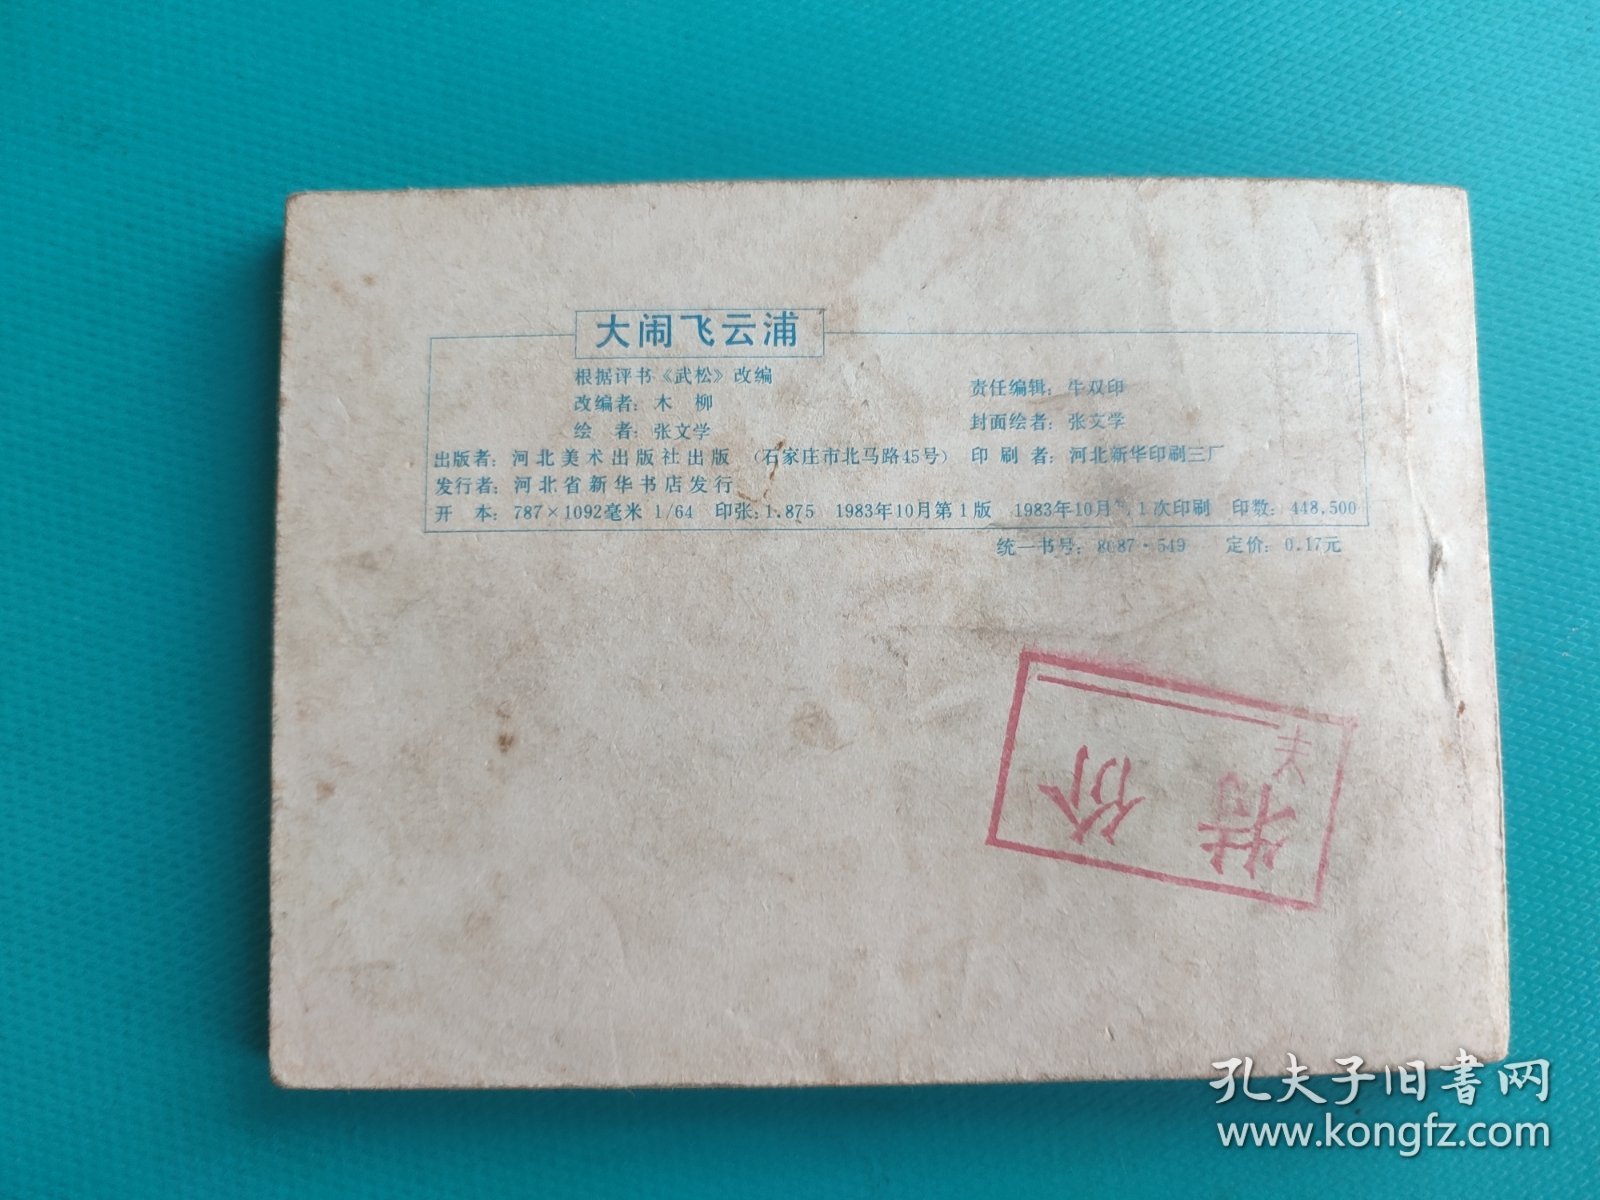 大闹飞云浦
根据评书《武松》改编
改编者：木 柳
绘 者：张文学
责任编辑：牛双印
封面绘者：张文学
出版者：河北美术出版社出版 （石家庄市北马路45号） 印刷者：河北新华印刷三厂
发行者：河北省新华书店发行
开 本：787×1092毫米 1/64 印张：1.875 1983年10月第1版 1983年10月第1次印刷 印数：448,500
统一书号：8087·549 定价：0.17元
特价
¥
孔夫子旧书网
www.kongfz.com